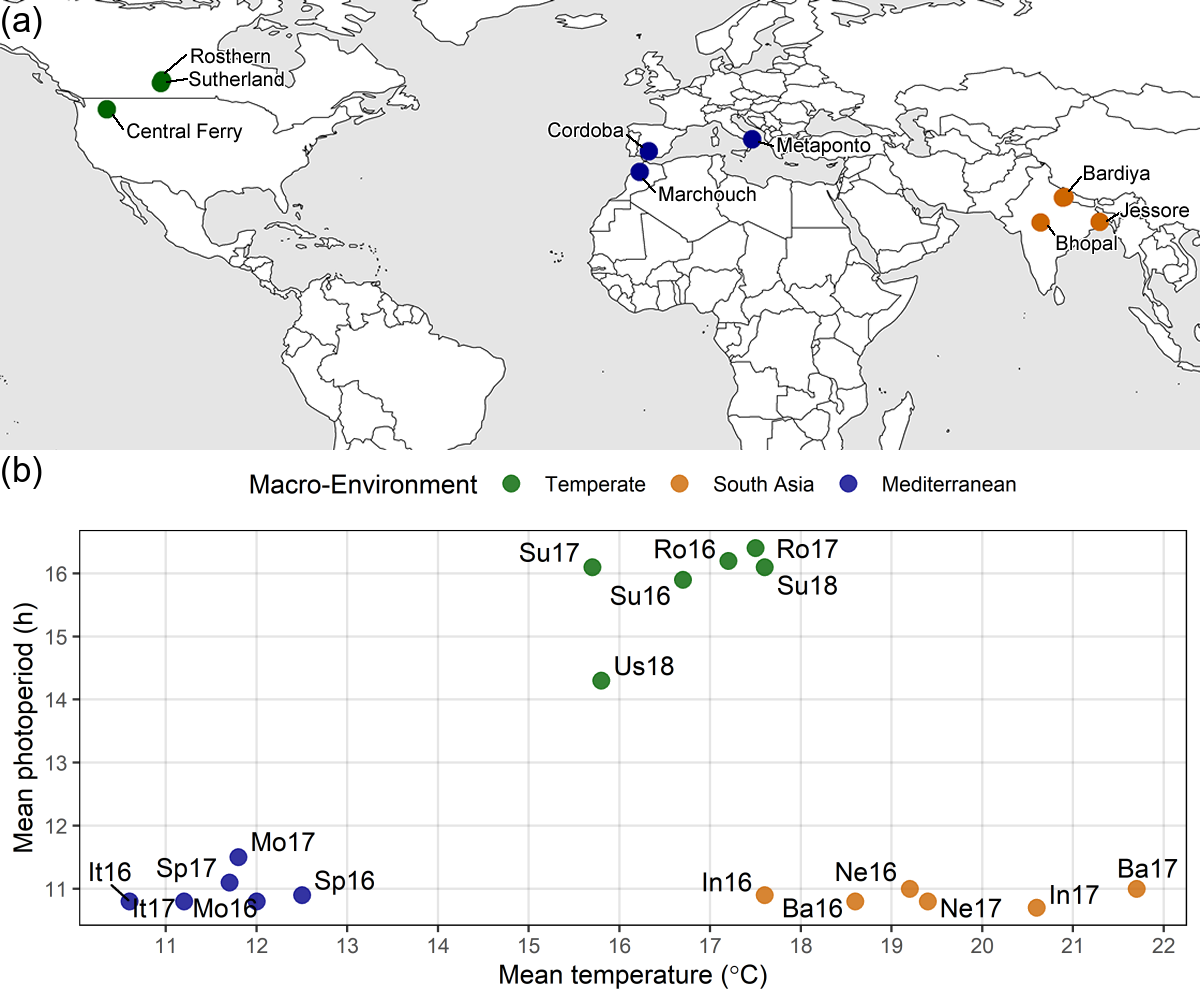 (a)
Rosthern
Sutherland
Central Ferry
Cordoba
Metaponto
Marchouch
Bardiya
Jessore
Bhopal
(b)
Macro-Environment Temperate South Asia Mediterranean
Mean photoperiod (h)
16
15
14
13
12
11
Su17
Ro16
Ro17
Su16
Su18
Us18
Mo17
It16
Sp17
Sp16
It17
Mo16
In16
Ne16
Ba17
Ba16
Ne17
In17
11 12 13 14 15 16 17 18 19 20 21 22
Mean temperature (°C)